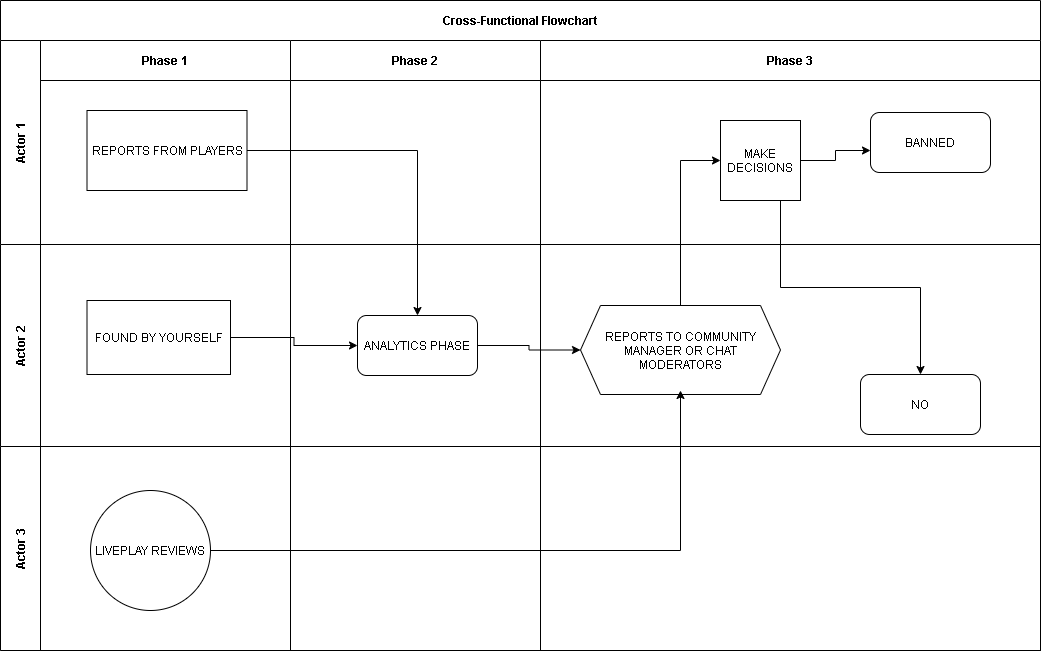 Cross-Functional Flowchart
Phase 1
Phase 2
Phase 3
Actor 1
REPORTS FROM PLAYERS
MAKE
DECISIONS
BANNED
Actor 2
FOUND BY YOURSELF
ANALYTICS PHASE
REPORTS TO COMMUNITY
MANAGER OR CHAT
MODERATORS
NO
Actor 3
LIVEPLAY REVIEWS